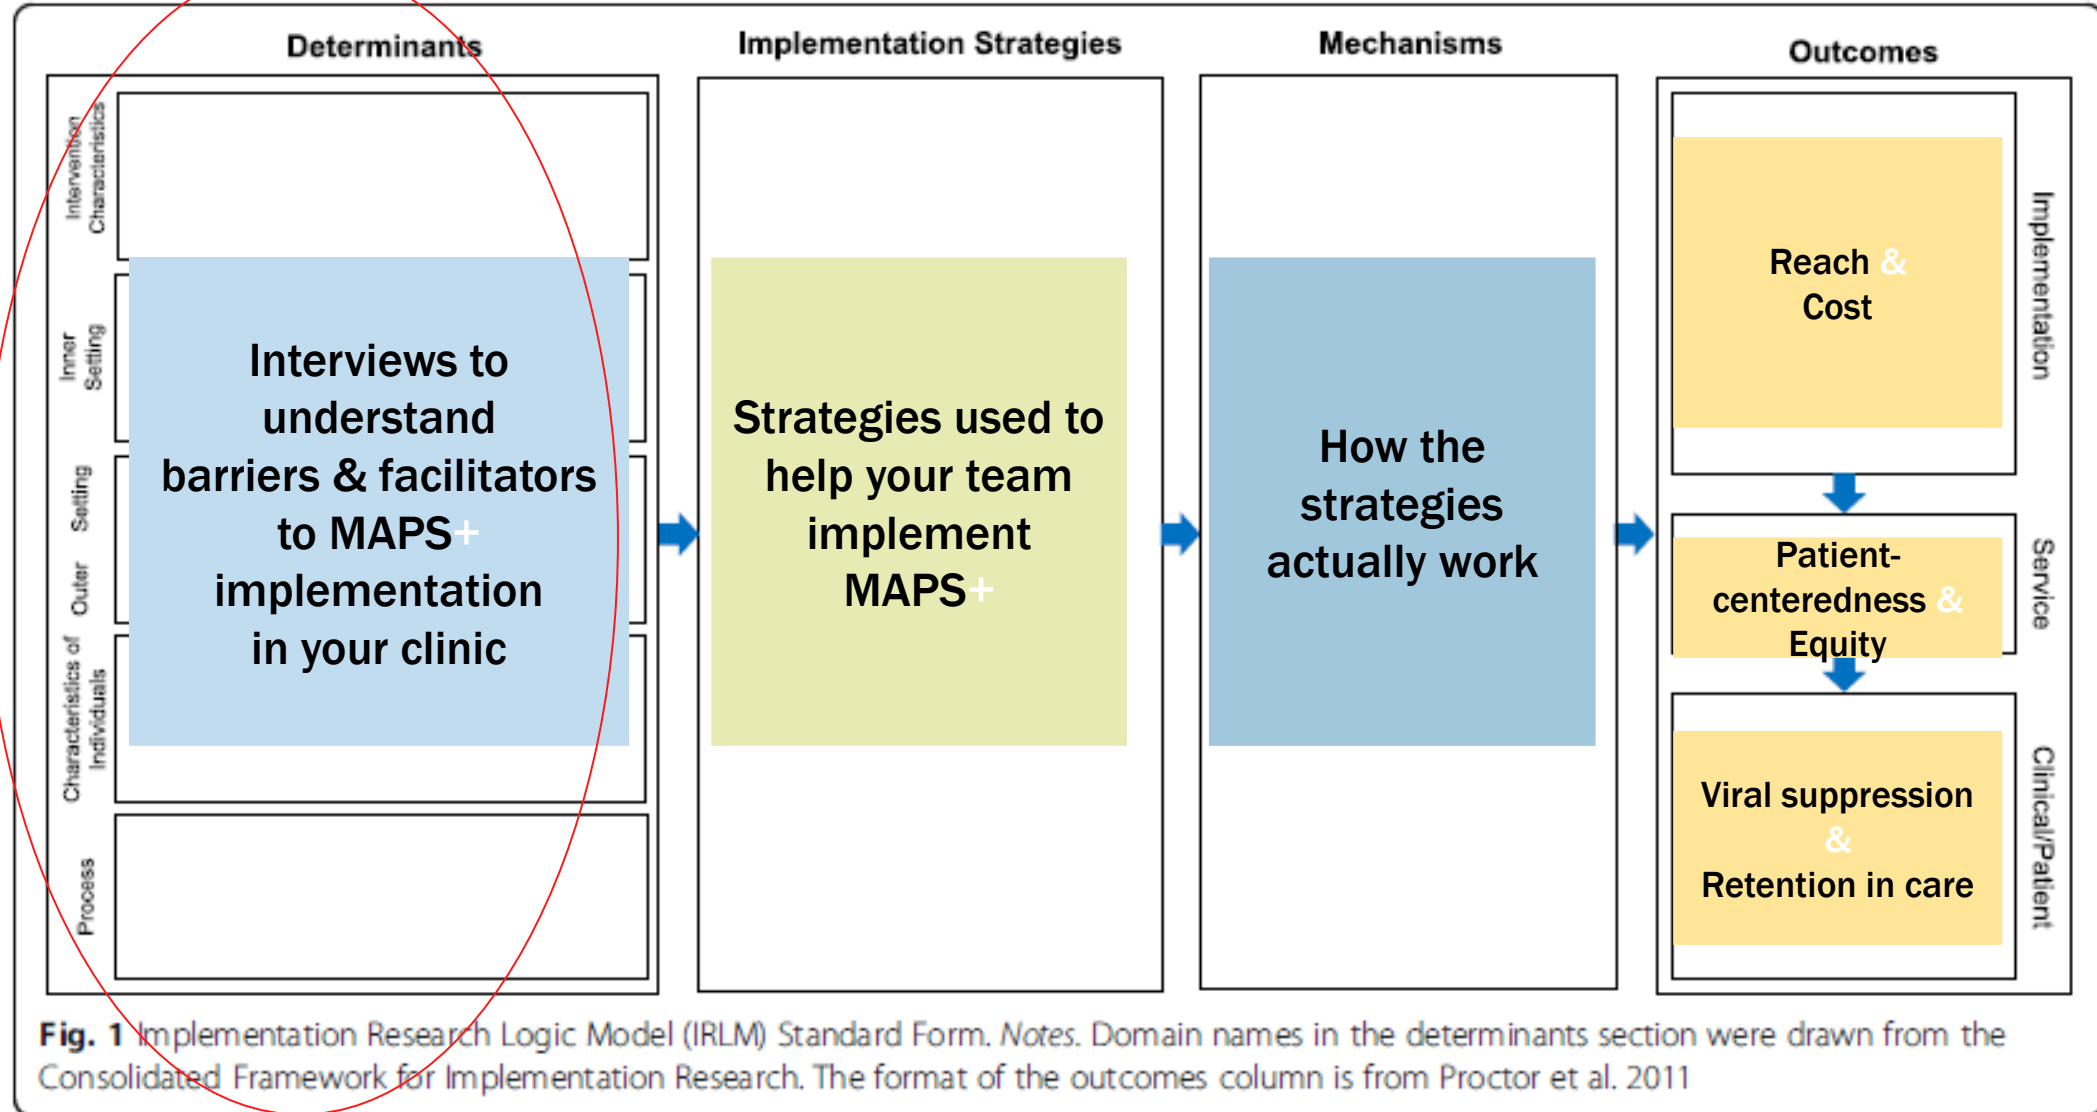 Determinants
Implementation Strategies
Mechanisms
Outcomes
Intervention
Characteristics
Inner
Setting
Outer Setting
Characteristics of
Individuals
Process
Interviews to
understand
barriers & facilitators
to MAPS+
implementation
in your clinic
Strategies used to
help your team
implement
MAPS+
How the
strategies
actually work
Reach &
Cost
Implementation
Patient-
centeredness &
Equity
Service
Viral suppression
&
Retention in care
Clinical/Patient
Fig. 1 Implementation Research Logic Model (IRLM) Standard Form. Notes. Domain names in the determinants section were drawn from the
Consolidated Framework for Implementation Research. The format of the outcomes column is from Proctor et al. 2011